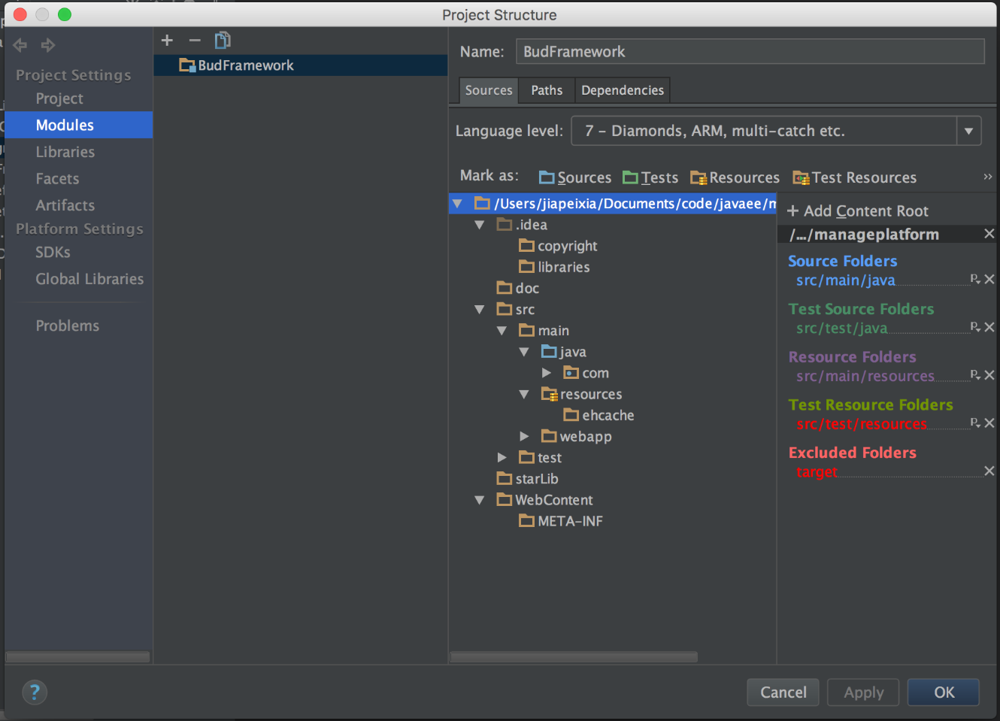 Project Structure
Project Settings
Project
Modules
Libraries
Facets
Artifacts
Platform Settings
SDKs
Global Libraries
Problems
BudFramework
Name: BudFramework
Sources Paths Dependencies
Language level: 7 - Diamonds, ARM, multi-catch etc.
Mark as: Sources Tests Resources Test Resources »
/Users/jiapeixia/Documents/code/javaee/m
.idea
copyright
libraries
doc
src
main
java
com
resources
ehcache
webapp
test
starLib
WebContent
META-INF
+ Add Content Root
/.../manageplatform
Source Folders
src/main/java
Test Source Folders
src/test/java
Resource Folders
src/main/resources
Test Resource Folders
src/test/resources
Excluded Folders
target
? Cancel Apply OK